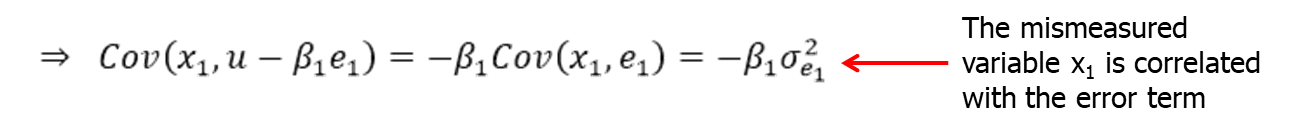 ⇒ Cov(x₁, u − β₁e₁) = −β₁Cov(x₁, e₁) = −β₁σ²ₑ₁
The mismeasured
variable x₁ is correlated
with the error term